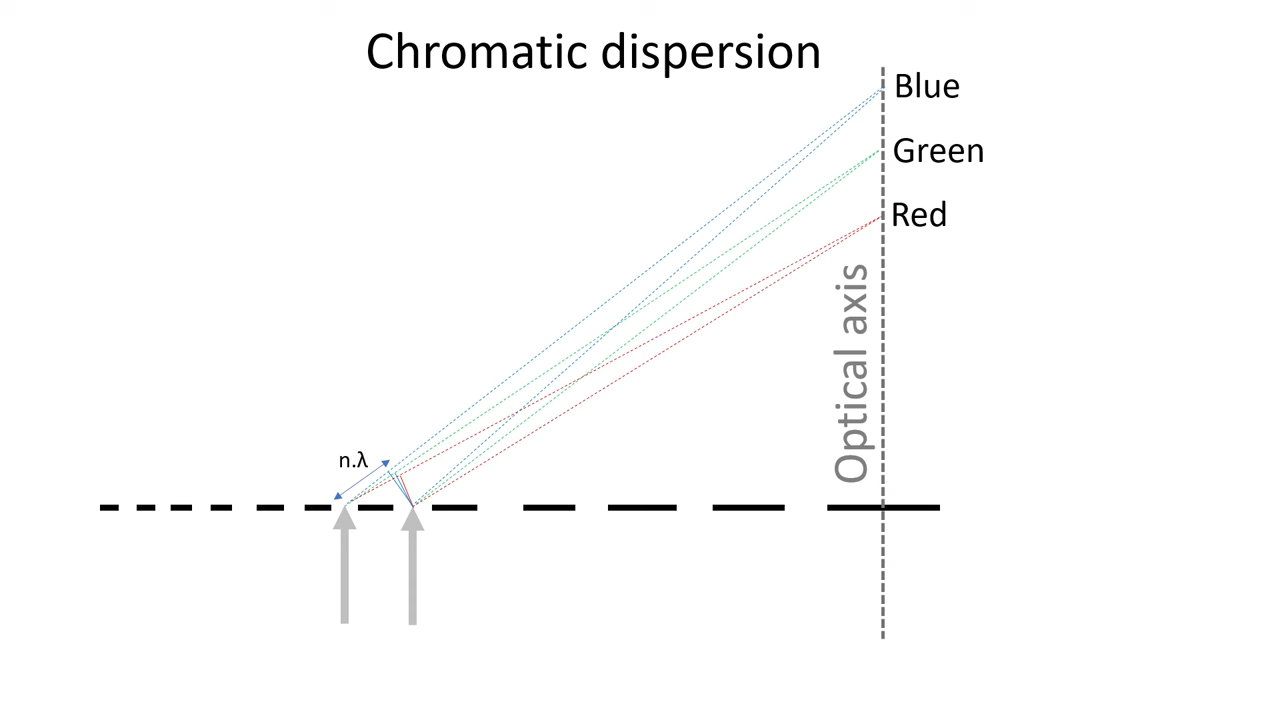 Chromatic dispersion
Blue
Green
Red
Optical axis
n.λ